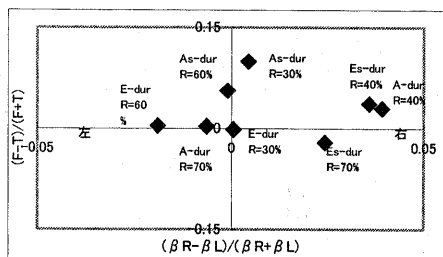 0.15
As-dur
R=60%
As-dur
R=30%
E-dur
R=60
%
Es-dur
R=40%
A-dur
R=40%
(F-T)/(F+T)
左
右
-0.05
0
0.05
A-dur
R=70%
E-dur
R=30%
Es-dur
R=70%
0.15
(βR-βL)/(βR+βL)